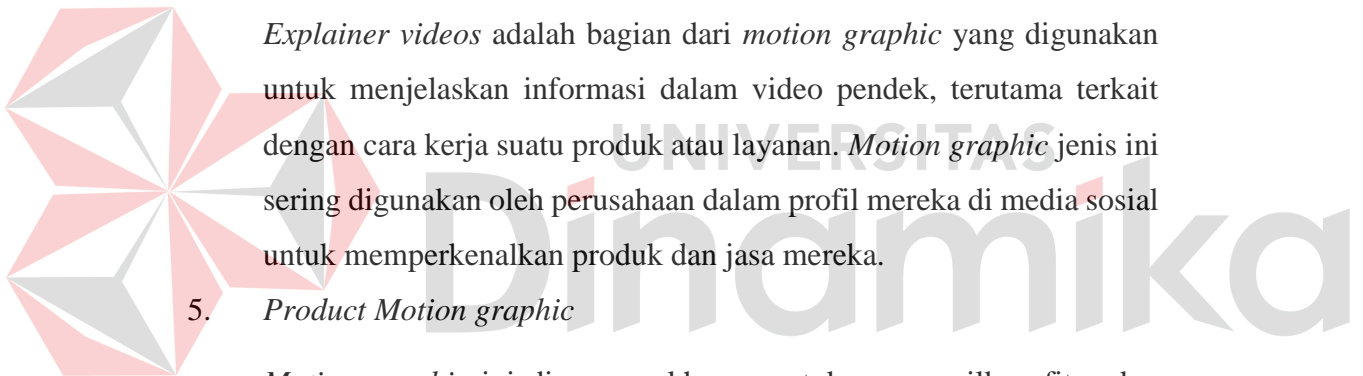 Explainer videos adalah bagian dari motion graphic yang digunakan
untuk menjelaskan informasi dalam video pendek, terutama terkait
dengan cara kerja suatu produk atau layanan. Motion graphic jenis ini
sering digunakan oleh perusahaan dalam profil mereka di media sosial
untuk memperkenalkan produk dan jasa mereka.
UNIVERSITAS
Dinamika
5. Product Motion graphic